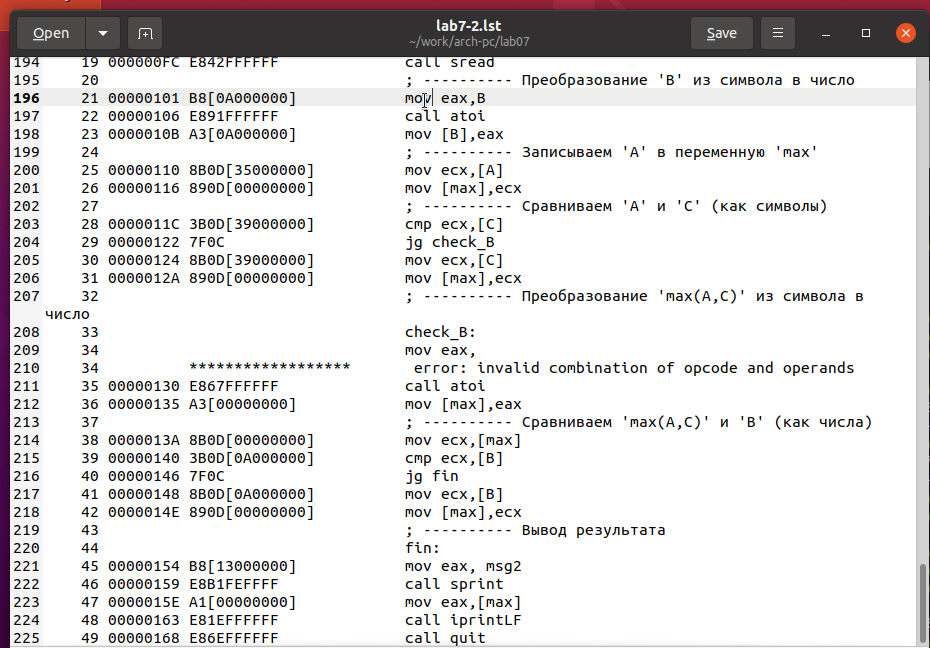 Open
lab7-2.lst
~/work/arch-pc/lab07
Save
194 19 000000FC E842FFFFFF call sread
195 20 ; ---------- Преобразование 'B' из символа в число
196 21 00000101 B8[0A000000] mov eax,B
197 22 00000106 E891FFFFFF call atoi
198 23 0000010B A3[0A000000] mov [B],eax
199 24 ; ---------- Записываем 'A' в переменную 'max'
200 25 00000110 8B0D[35000000] mov ecx,[A]
201 26 00000116 890D[00000000] mov [max],ecx
202 27 ; ---------- Сравниваем 'A' и 'С' (как символы)
203 28 0000011C 3B0D[39000000] cmp ecx,[C]
204 29 00000122 7F0C jg check_B
205 30 00000124 8B0D[39000000] mov ecx,[C]
206 31 0000012A 890D[00000000] mov [max],ecx
207 32 ; ---------- Преобразование 'max(A,C)' из символа в
число
208 33 check_B:
209 34 mov eax,
210 34 ****************** error: invalid combination of opcode and operands
211 35 00000130 E867FFFFFF call atoi
212 36 00000135 A3[00000000] mov [max],eax
213 37 ; ---------- Сравниваем 'max(A,C)' и 'B' (как числа)
214 38 0000013A 8B0D[00000000] mov ecx,[max]
215 39 00000140 3B0D[0A000000] cmp ecx,[B]
216 40 00000146 7F0C jg fin
217 41 00000148 8B0D[0A000000] mov ecx,[B]
218 42 0000014E 890D[00000000] mov [max],ecx
219 43 ; ---------- Вывод результата
220 44 fin:
221 45 00000154 B8[13000000] mov eax, msg2
222 46 00000159 E8B1FEFFFF call sprint
223 47 0000015E A1[00000000] mov eax,[max]
224 48 00000163 E81EFFFFFF call iprintLF
225 49 00000168 E86EFFFFFF call quit